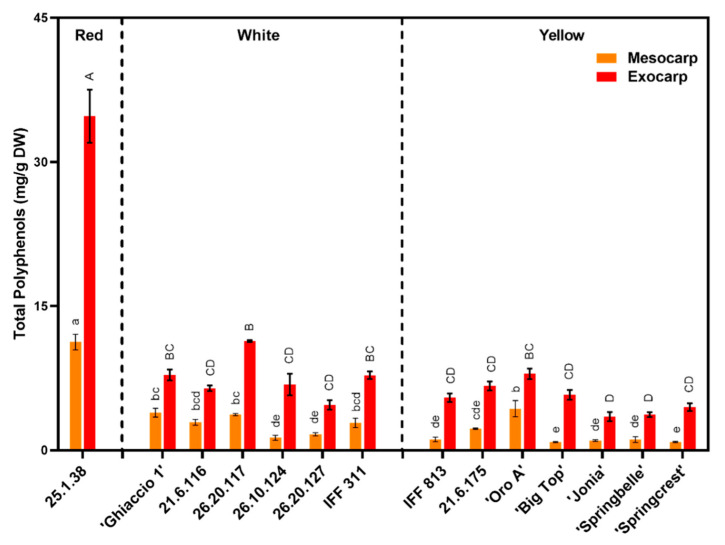 45
Red
White
Yellow
Mesocarp
Exocarp
A
30
Total Polyphenols (mg/g DW)
15
a
B
BC
CD
CD
CD
BC
CD
CD
BC
CD
D
D
CD
bc
bcd
bc
de
de
bcd
de
cde
b
e
de
de
e
0
25.1.38
'Ghiaccio 1'
21.6.116
26.20.117
26.10.124
26.20.127
IFF 311
IFF 813
21.6.175
'Oro A'
'Big Top'
'Jonia'
'Springbelle'
'Springcrest'